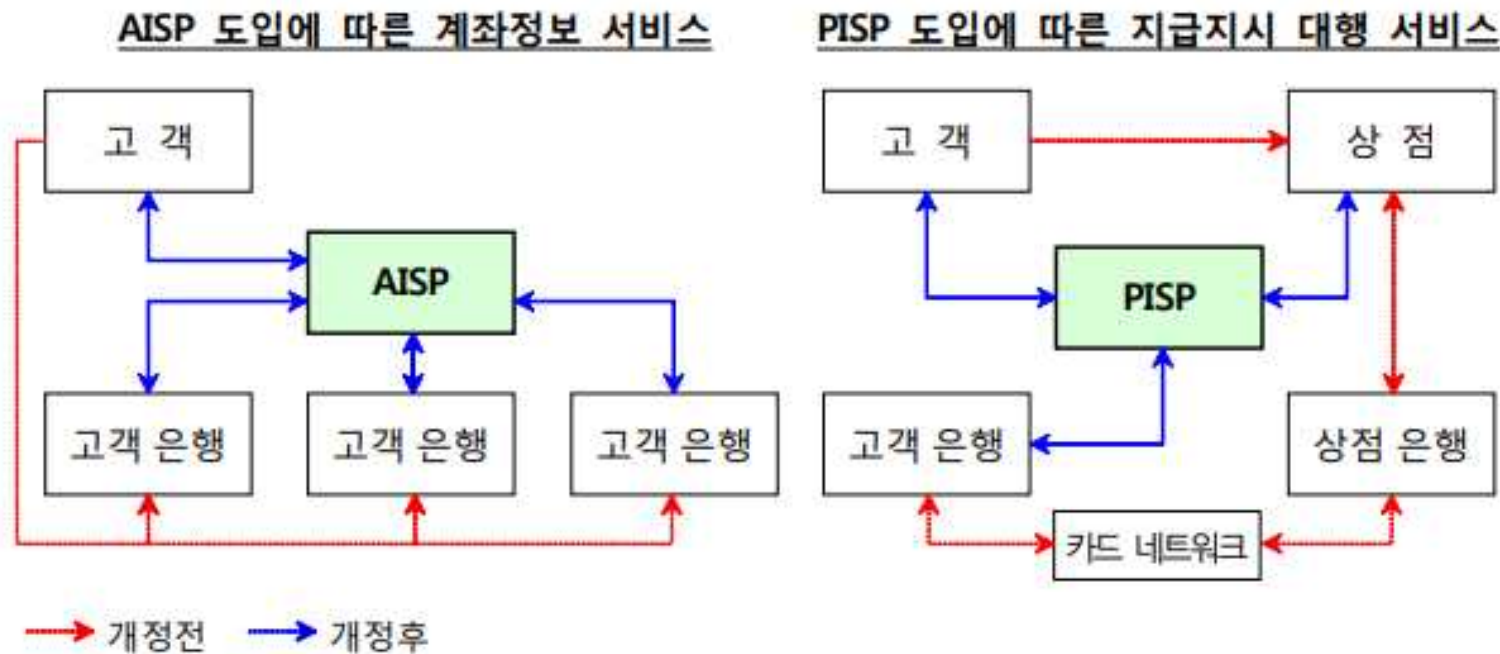 AISP 도입에 따른 계좌정보 서비스
고 객
AISP
고객 은행 고객 은행 고객 은행
개정전 개정후
PISP 도입에 따른 지급지시 대행 서비스
고 객 상 점
PISP
고객 은행 상점 은행
카드 네트워크